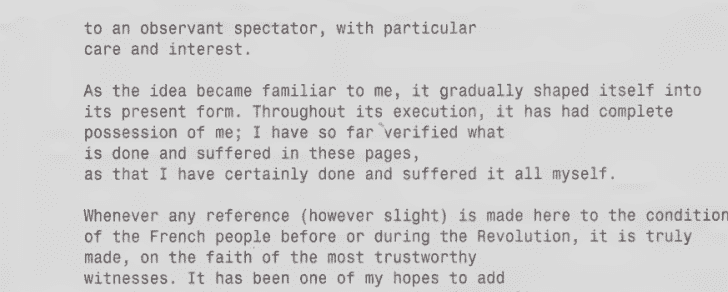 to an observant spectator, with particular
care and interest.
As the idea became familiar to me, it gradually shaped itself into
its present form. Throughout its execution, it has had complete
possession of me; I have so far verified what
is done and suffered in these pages,
as that I have certainly done and suffered it all myself.
Whenever any reference (however slight) is made here to the condition
of the French people before or during the Revolution, it is truly
made, on the faith of the most trustworthy
witnesses. It has been one of my hopes to add